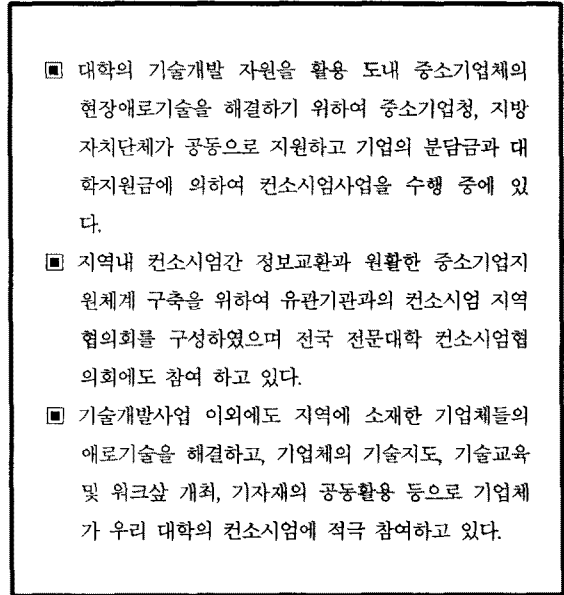 ▣ 대학의 기술개발 자원을 활용 도내 중소기업체의
현장애로기술을 해결하기 위하여 중소기업청, 지방
자치단체가 공동으로 지원하고 기업의 분담금과 대
학지원금에 의하여 컨소시엄사업을 수행 중에 있
다.
▣ 지역내 컨소시엄간 정보교환과 원활한 중소기업지
원체계 구축을 위하여 유관기관과의 컨소시엄 지역
협의회를 구성하였으며 전국 전문대학 컨소시엄협
의회에도 참여 하고 있다.
▣ 기술개발사업 이외에도 지역에 소재한 기업체들의
애로기술을 해결하고, 기업체의 기술지도, 기술교육
및 워크샾 개최, 기자재의 공동활용 등으로 기업체
가 우리 대학의 컨소시엄에 적극 참여하고 있다.